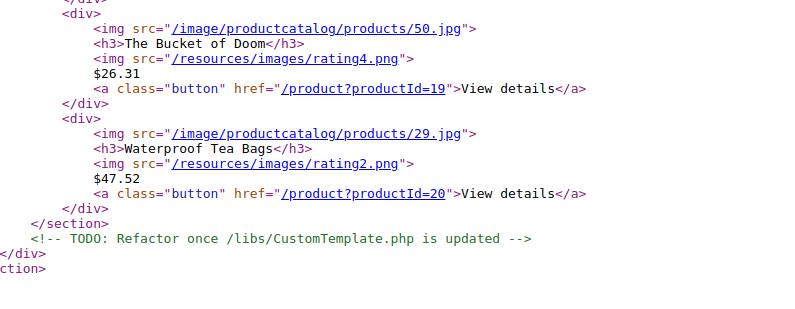 <div>
<img src="/image/productcatalog/products/50.jpg">
<h3>The Bucket of Doom</h3>
<img src="/resources/images/rating4.png">
$26.31
<a class="button" href="/product?productId=19">View details</a>
</div>
<div>
<img src="/image/productcatalog/products/29.jpg">
<h3>Waterproof Tea Bags</h3>
<img src="/resources/images/rating2.png">
$47.52
<a class="button" href="/product?productId=20">View details</a>
</div>
</section>
<!-- TODO: Refactor once /libs/CustomTemplate.php is updated -->
</div>
ction>